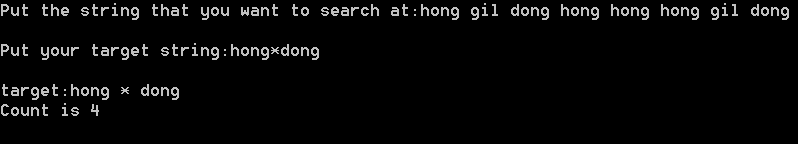 Put the string that you want to search at:hong gil dong hong hong hong gil dong
Put your target string:hong*dong
target:hong * dong
Count is 4